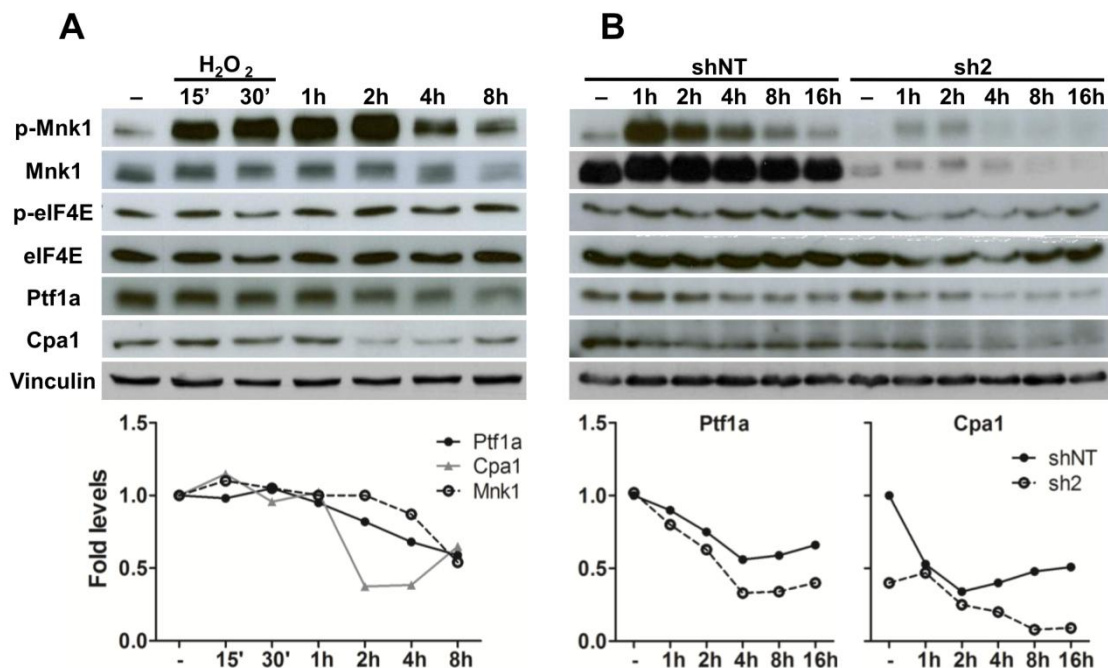 A
B
H₂O₂
– 15' 30' 1h 2h 4h 8h
shNT sh2
– 1h 2h 4h 8h 16h – 1h 2h 4h 8h 16h
p-Mnk1
Mnk1
p-eIF4E
eIF4E
Ptf1a
Cpa1
Vinculin
Fold levels
1.5
1.0
0.5
0.0
Ptf1a
Cpa1
Mnk1
- 15' 30' 1h 2h 4h 8h
Ptf1a
1.5
1.0
0.5
0.0
- 1h 2h 4h 8h 16h
Cpa1
shNT
sh2
- 1h 2h 4h 8h 16h